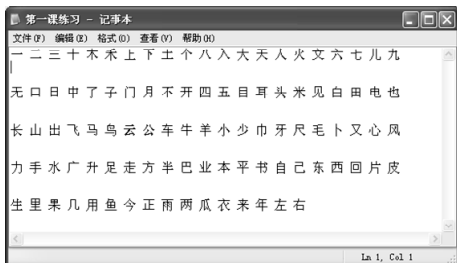 第一课练习 - 记事本
文件(F) 编辑(E) 格式(O) 查看(V) 帮助(H)
一 二 三 十 木 禾 上 下 土 个 八 入 大 天 人 火 文 六 七 儿 九
无 口 日 中 了 子 门 月 不 开 四 五 目 耳 头 米 见 白 田 电 也
长 山 出 飞 马 鸟 云 公 车 牛 羊 小 少 巾 牙 尺 毛 卜 又 心 风
力 手 水 广 升 足 走 方 半 巴 业 本 平 书 自 己 东 西 回 片 皮
生 里 果 几 用 鱼 今 正 雨 两 瓜 衣 来 年 左 右
Ln 1, Col 1